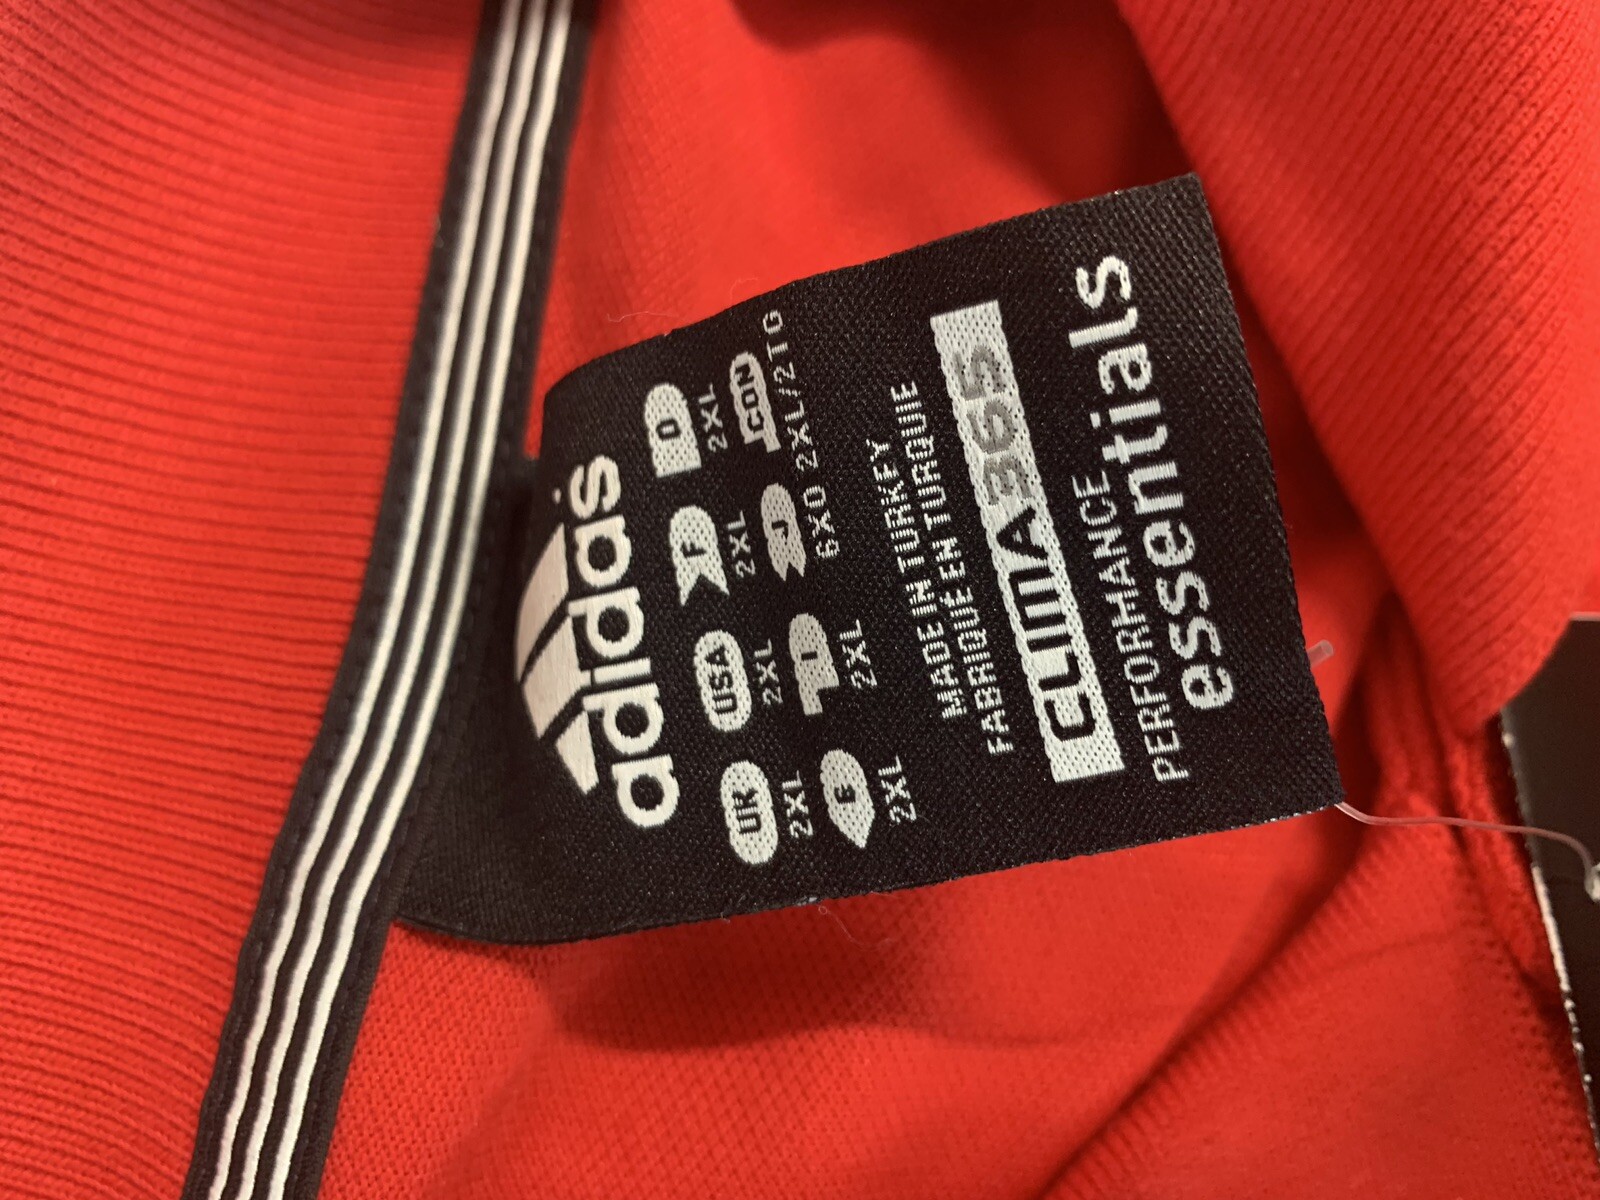 adidas
UK USA F D
2XL 2XL 2XL 2XL
E I J CDN
2XL 2XL 6XO 2XL/2TG
MADE IN TURKEY
FABRIQUÉ EN TURQUIE
CLIMA365
PERFORMANCE
essentials